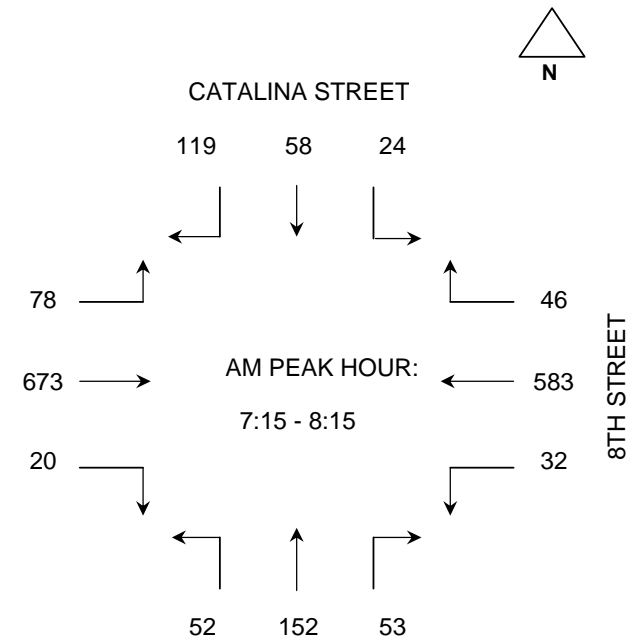 N
CATALINA STREET
119 58 24
78 46
673 AM PEAK HOUR: 583
7:15 - 8:15
20 32
8TH STREET
52 152 53